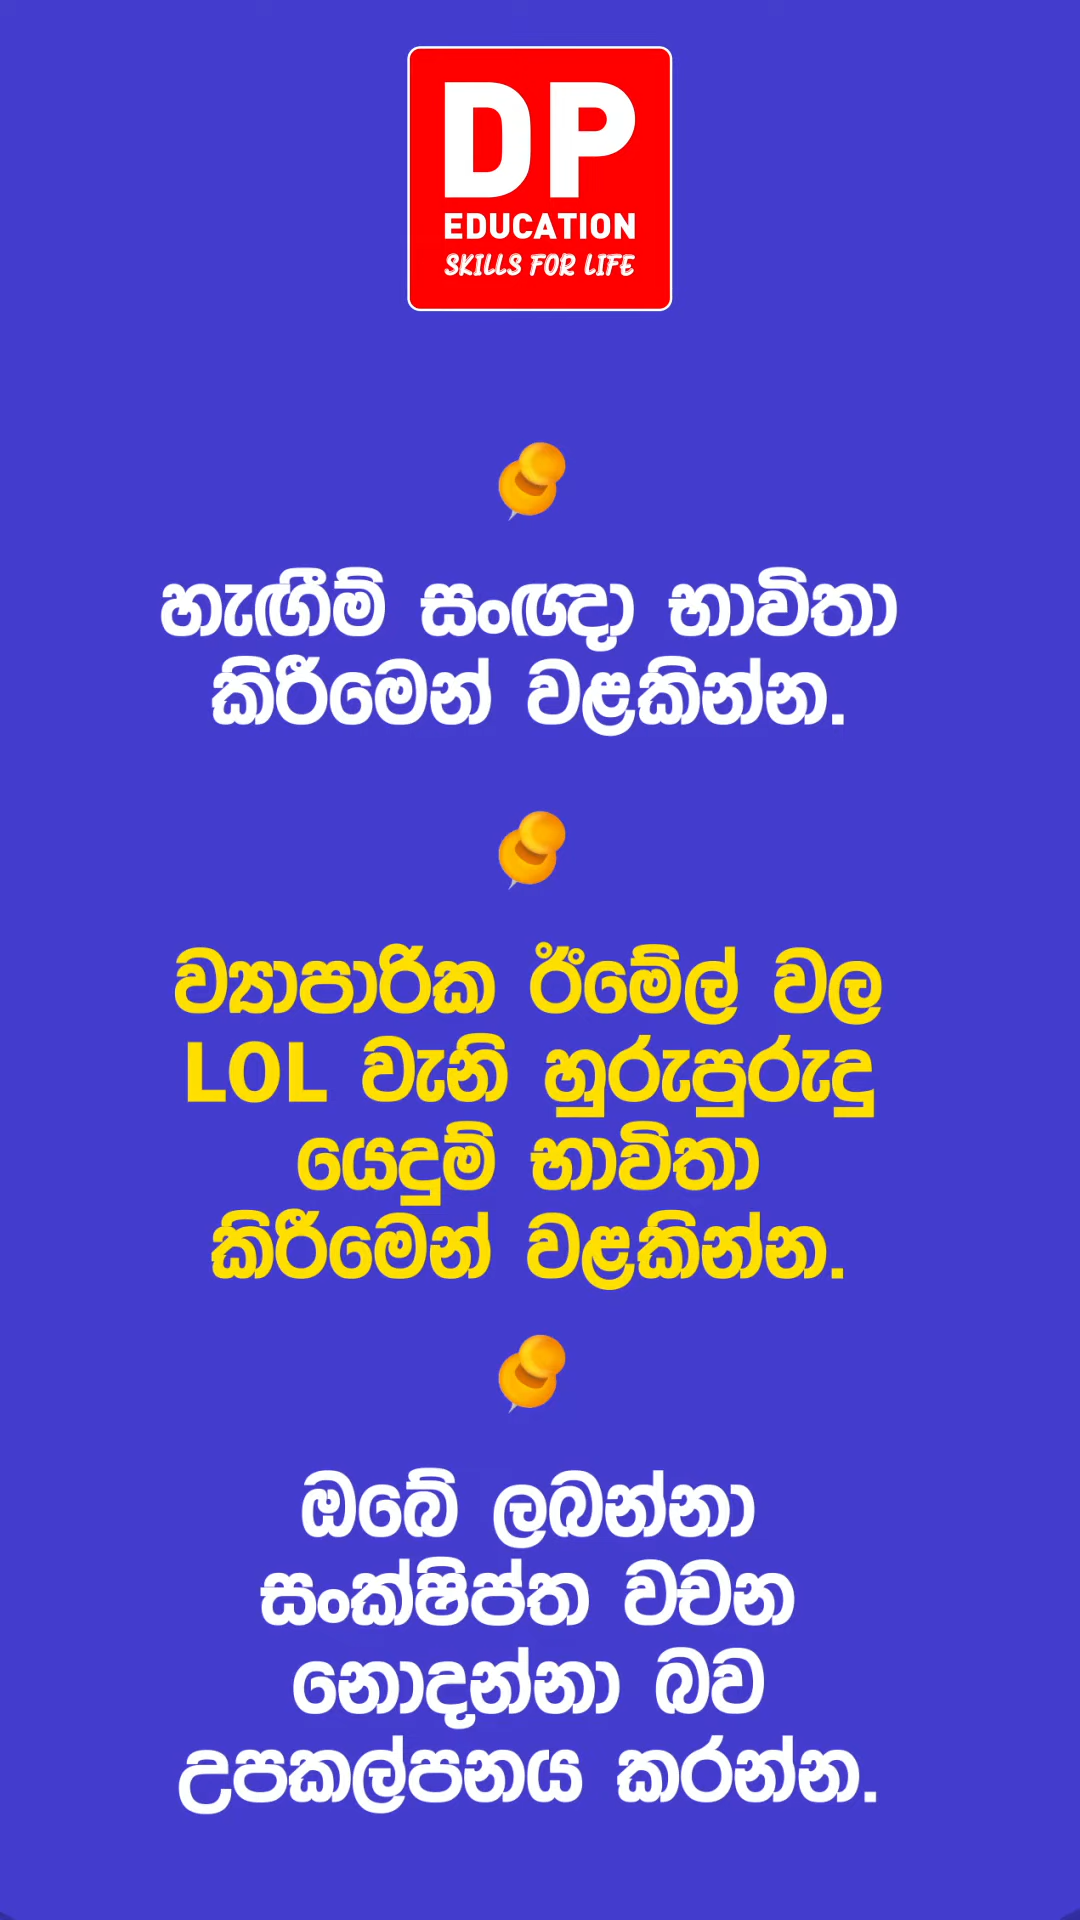 DP
EDUCATION
SKILLS FOR LIFE
හැඟීම් සංඥා භාවිතා
කිරීමෙන් වළකින්න.
ව්‍යාපාරික ඊමේල් වල
LOL වැනි හුරුපුරුදු
යෙදුම් භාවිතා
කිරීමෙන් වළකින්න.
ඔබේ ලබන්නා
සංක්ෂිප්ත වචන
නොදන්නා බව
උපකල්පනය කරන්න.